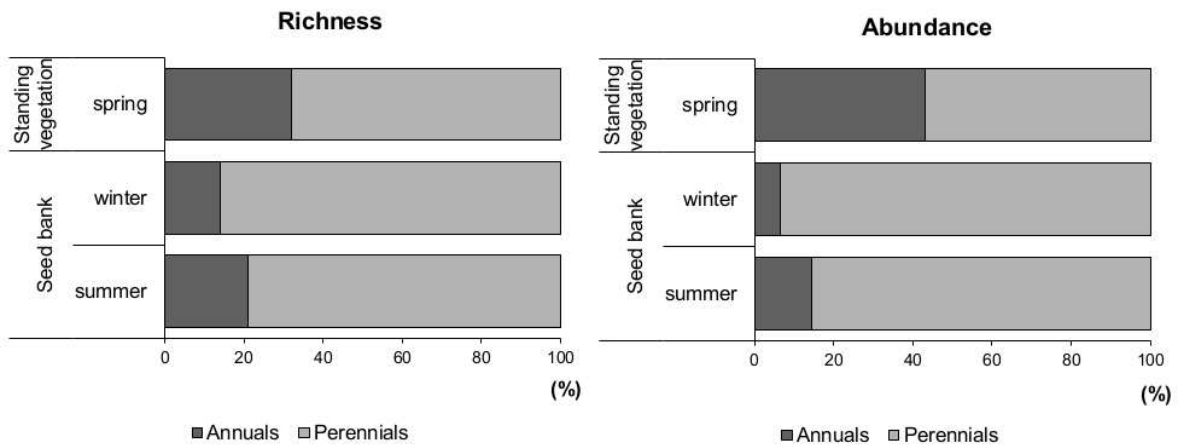 Richness
Standing
vegetation
spring
Seed bank
winter
summer
0 20 40 60 80 100
(%)
Annuals Perennials
Abundance
Standing
vegetation
spring
Seed bank
winter
summer
0 20 40 60 80 100
(%)
Annuals Perennials